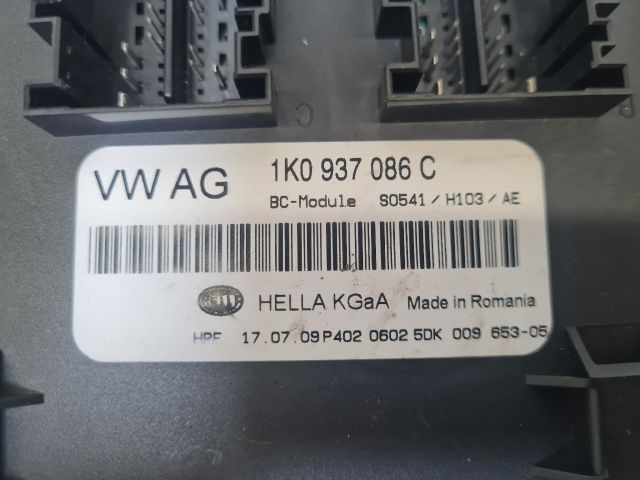 C
VW AG 1K0 937 086 C
BC-Module S0541 / H103 / AE
HELLA HELLA KGaA Made in Romania
HPF 17.07.09P402 0602 5DK 009 653-05